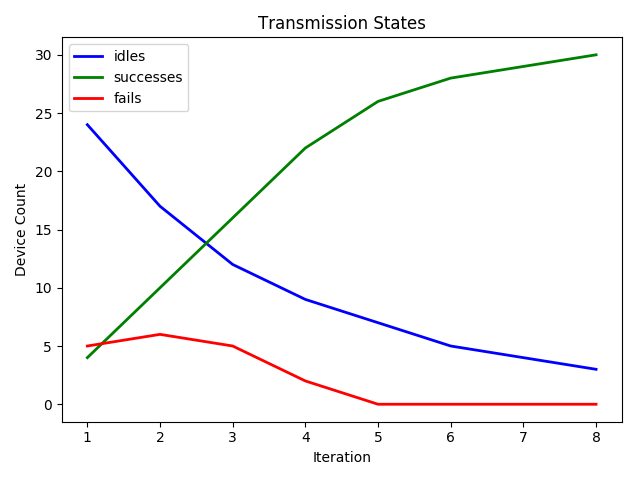 Transmission States
idles
successes
fails
Device Count
30
25
20
15
10
5
0
1 2 3 4 5 6 7 8
Iteration